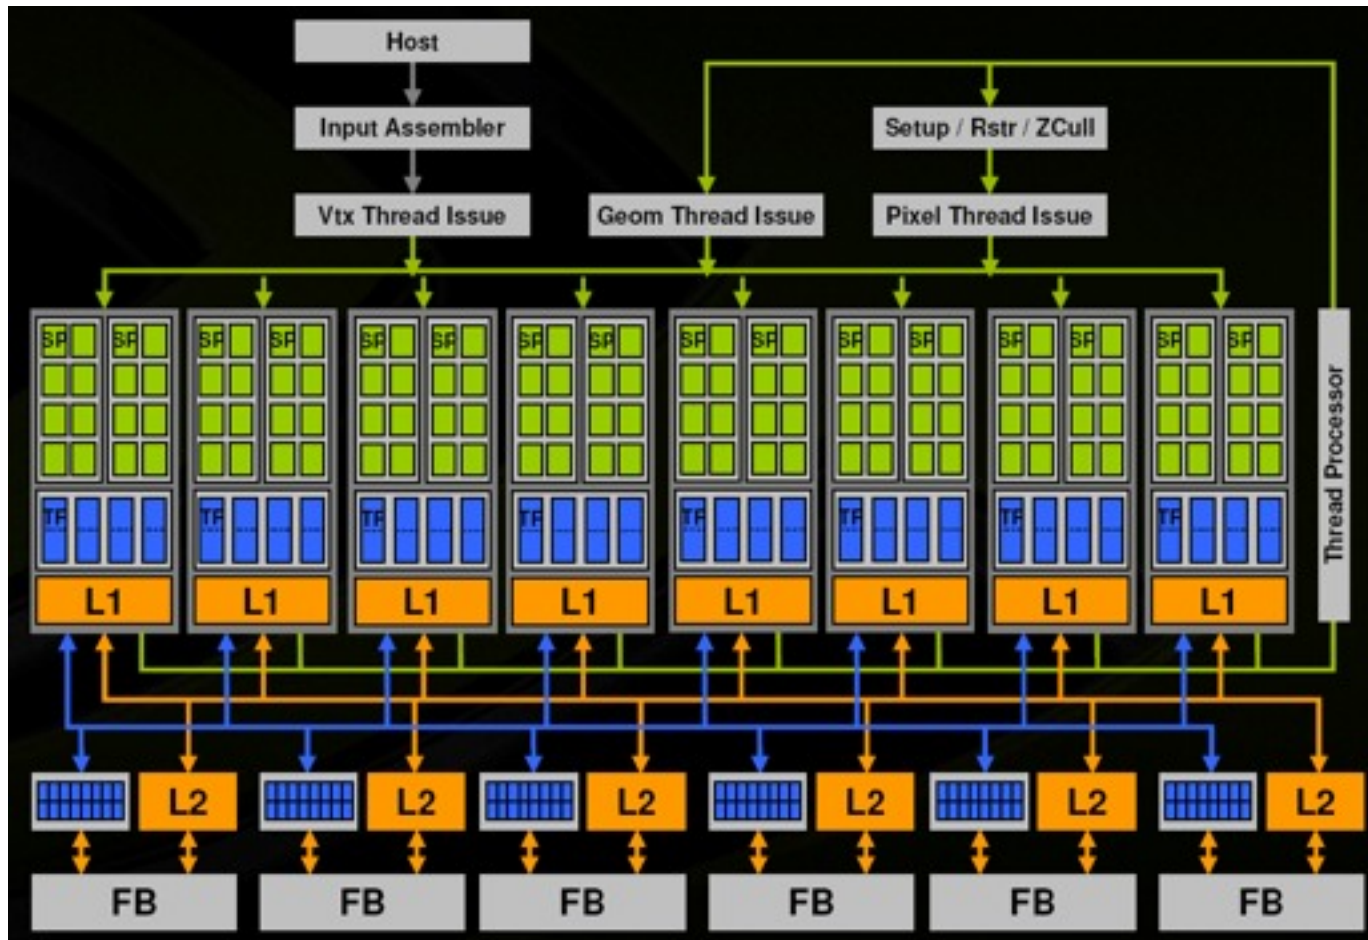 Host
Input Assembler
Setup / Rstr / ZCull
Vtx Thread Issue
Geom Thread Issue
Pixel Thread Issue
SP SP SP SP SP SP SP SP SP SP SP SP SP SP SP SP
TF TF TF TF TF TF TF TF
L1 L1 L1 L1 L1 L1 L1 L1
Thread Processor
L2 L2 L2 L2 L2 L2
FB FB FB FB FB FB